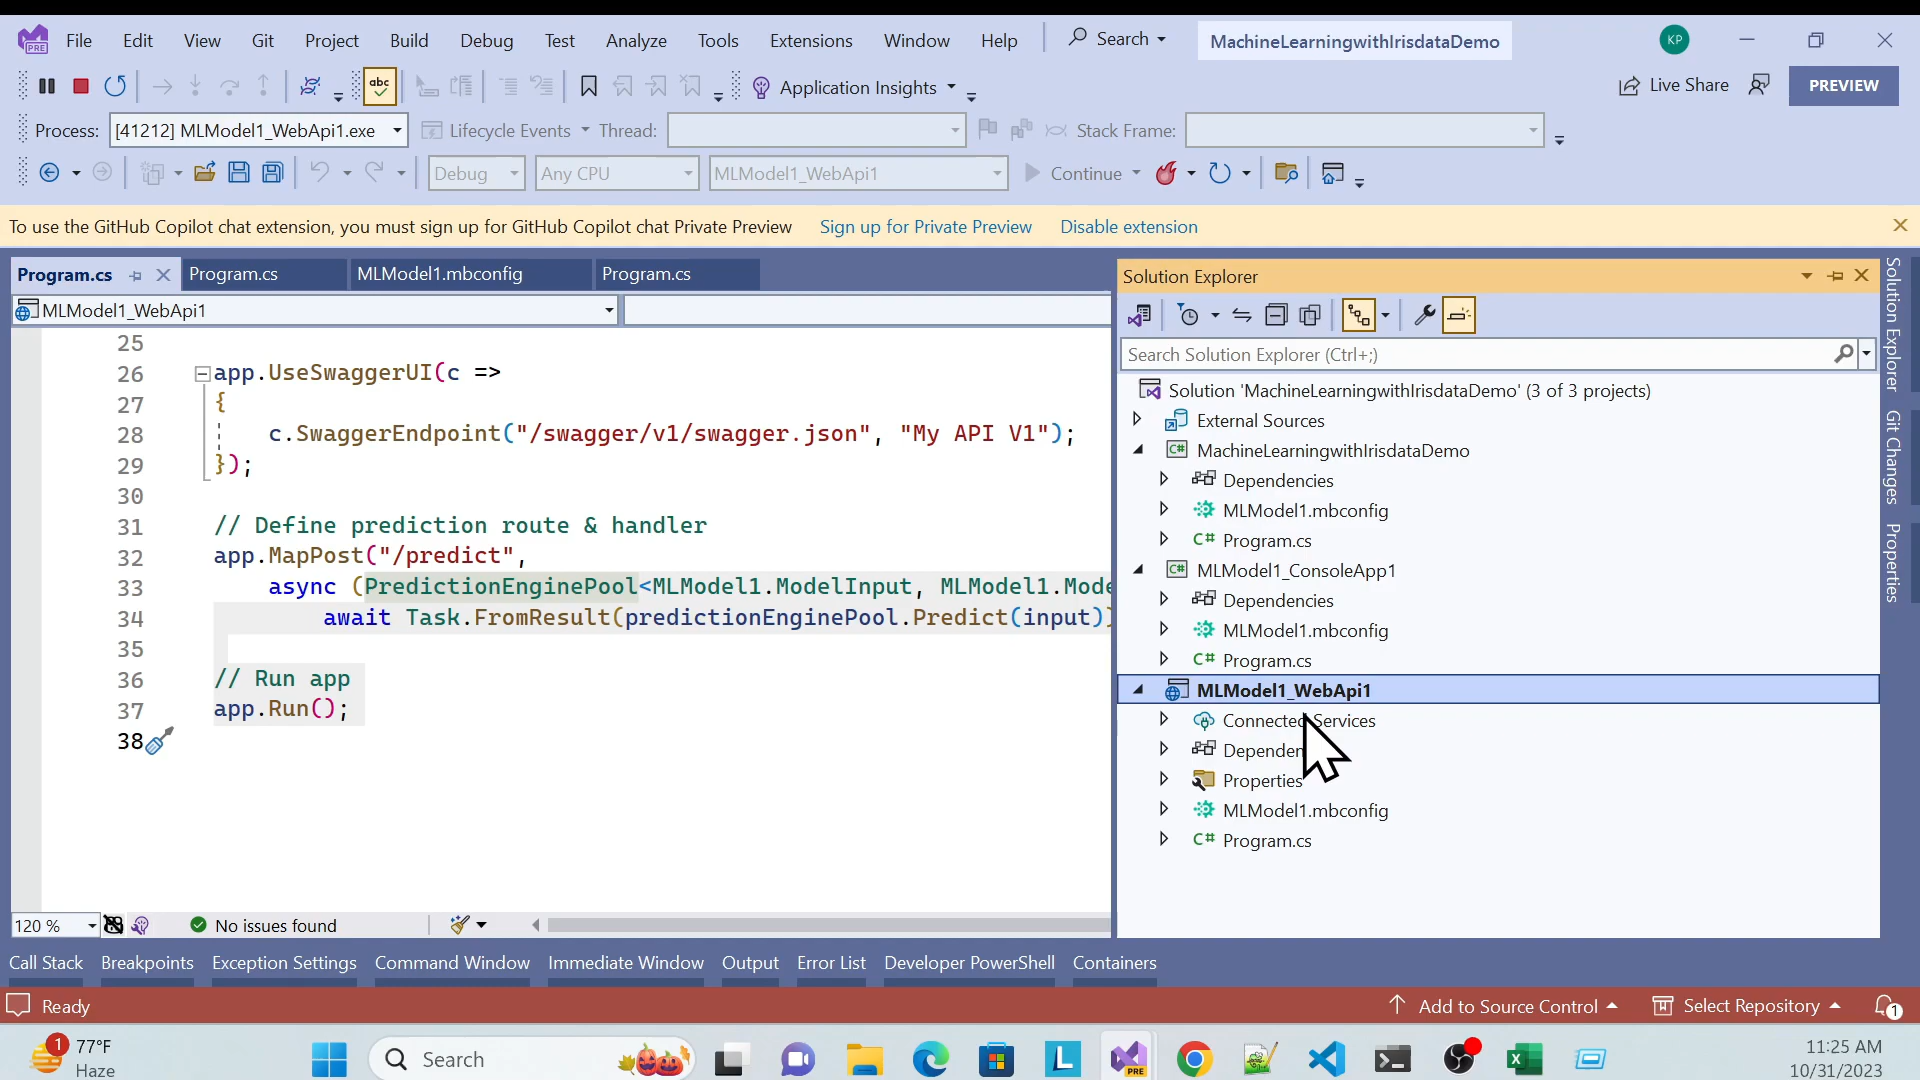 File Edit View Git Project Build Debug Test Analyze Tools Extensions Window Help Search MachineLearningwithIrisdataDemo KP
abc Application Insights Live Share PREVIEW
Process: [41212] MLModel1_WebApi1.exe Lifecycle Events Thread: Stack Frame:
Debug Any CPU MLModel1_WebApi1 Continue
To use the GitHub Copilot chat extension, you must sign up for GitHub Copilot chat Private Preview Sign up for Private Preview Disable extension
Program.cs Program.cs MLModel1.mbconfig Program.cs
MLModel1_WebApi1
25
26 app.UseSwaggerUI(c =>
27 {
28 c.SwaggerEndpoint("/swagger/v1/swagger.json", "My API V1");
29 });
30
31 // Define prediction route & handler
32 app.MapPost("/predict",
33 async (PredictionEnginePool<MLModel1.ModelInput, MLModel1.Mode
34 await Task.FromResult(predictionEnginePool.Predict(input))
35
36 // Run app
37 app.Run();
38
120 % No issues found
Solution Explorer
Search Solution Explorer (Ctrl+;)
Solution 'MachineLearningwithIrisdataDemo' (3 of 3 projects)
External Sources
C# MachineLearningwithIrisdataDemo
Dependencies
MLModel1.mbconfig
C# Program.cs
C# MLModel1_ConsoleApp1
Dependencies
MLModel1.mbconfig
C# Program.cs
MLModel1_WebApi1
Connected Services
Dependen
Properties
MLModel1.mbconfig
C# Program.cs
Solution Explorer
Git Changes
Properties
Call Stack Breakpoints Exception Settings Command Window Immediate Window Output Error List Developer PowerShell Containers
Ready Add to Source Control Select Repository 1
1 77°F
Haze
Search
L
PRE
11:25 AM
10/31/2023